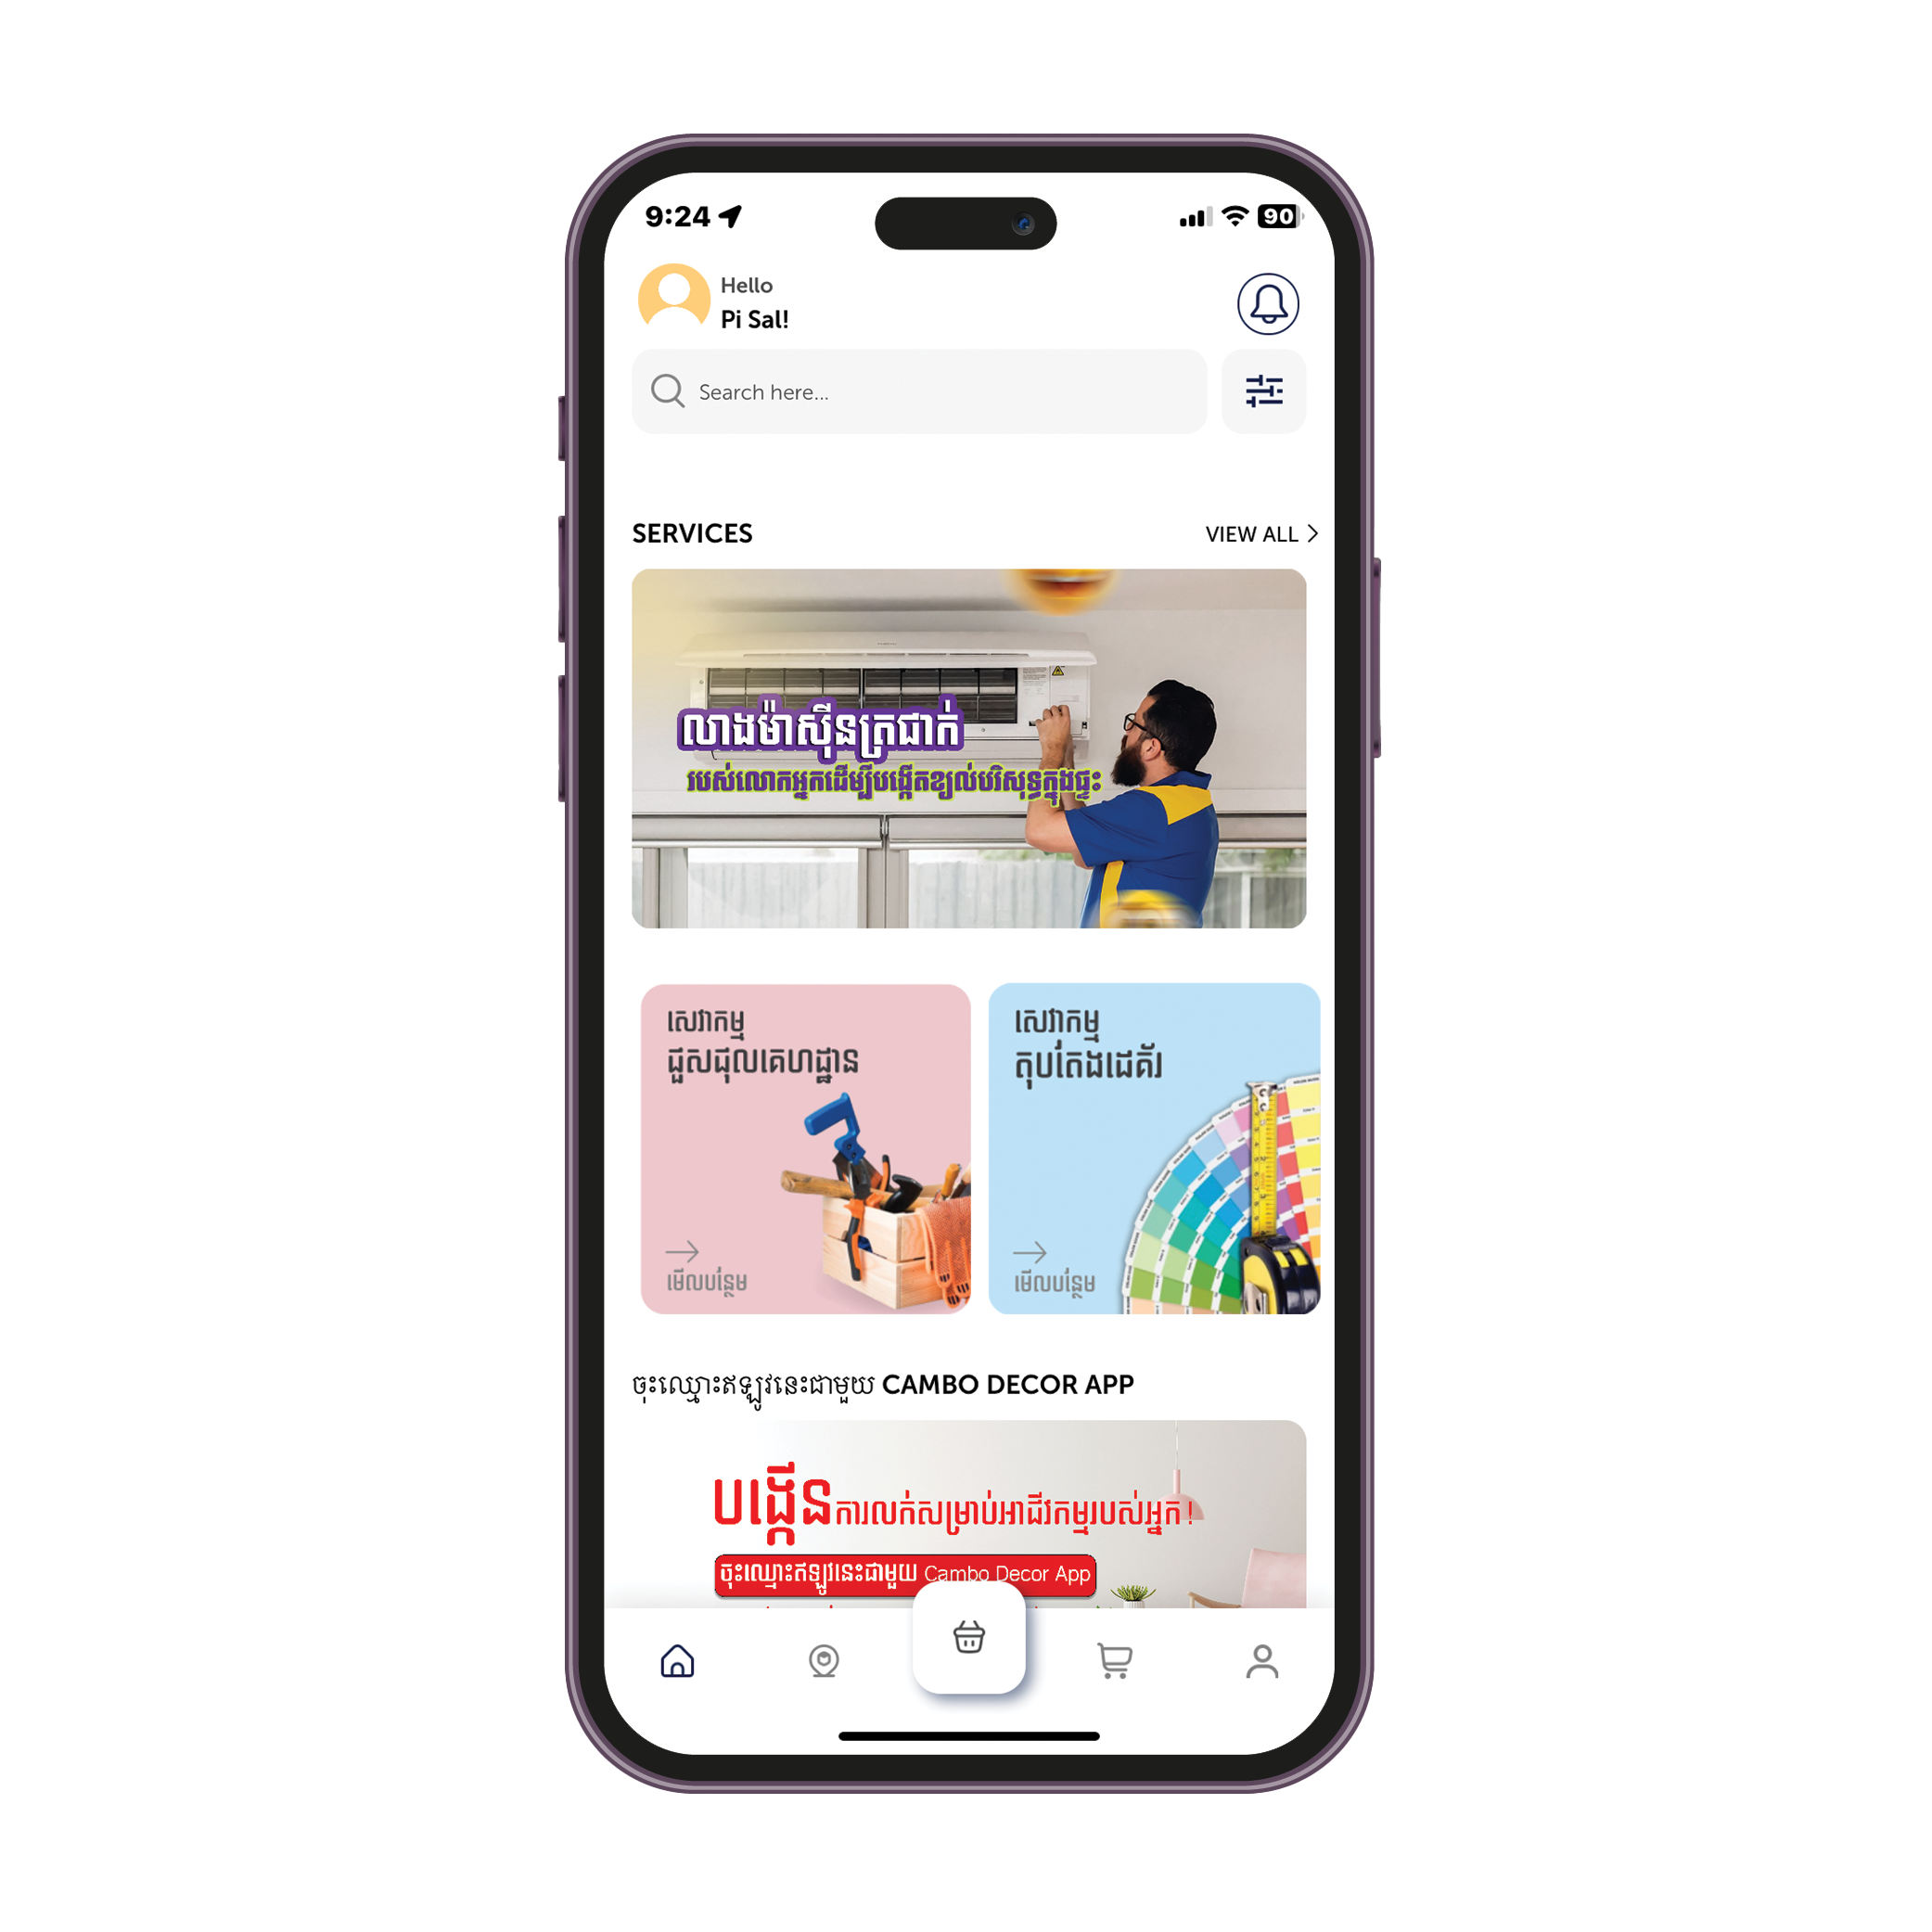 9:24
90
Hello
Pi Sal!
Search here...
SERVICES
VIEW ALL
លាងម៉ាស៊ីនត្រជាក់
របស់លោកអ្នកដើម្បីបង្កើតខ្យល់បរិសុទ្ធក្នុងផ្ទះ
សេវាកម្ម
ជួសជុលគេហដ្ឋាន
មើលបន្ថែម
សេវាកម្ម
តុបតែងដេគ័រ
មើលបន្ថែម
ចុះឈ្មោះឥឡូវនេះជាមួយ CAMBO DECOR APP
បង្កើនការលក់សម្រាប់អាជីវកម្មរបស់អ្នក!
ចុះឈ្មោះឥឡូវនេះជាមួយ Cambo Decor App